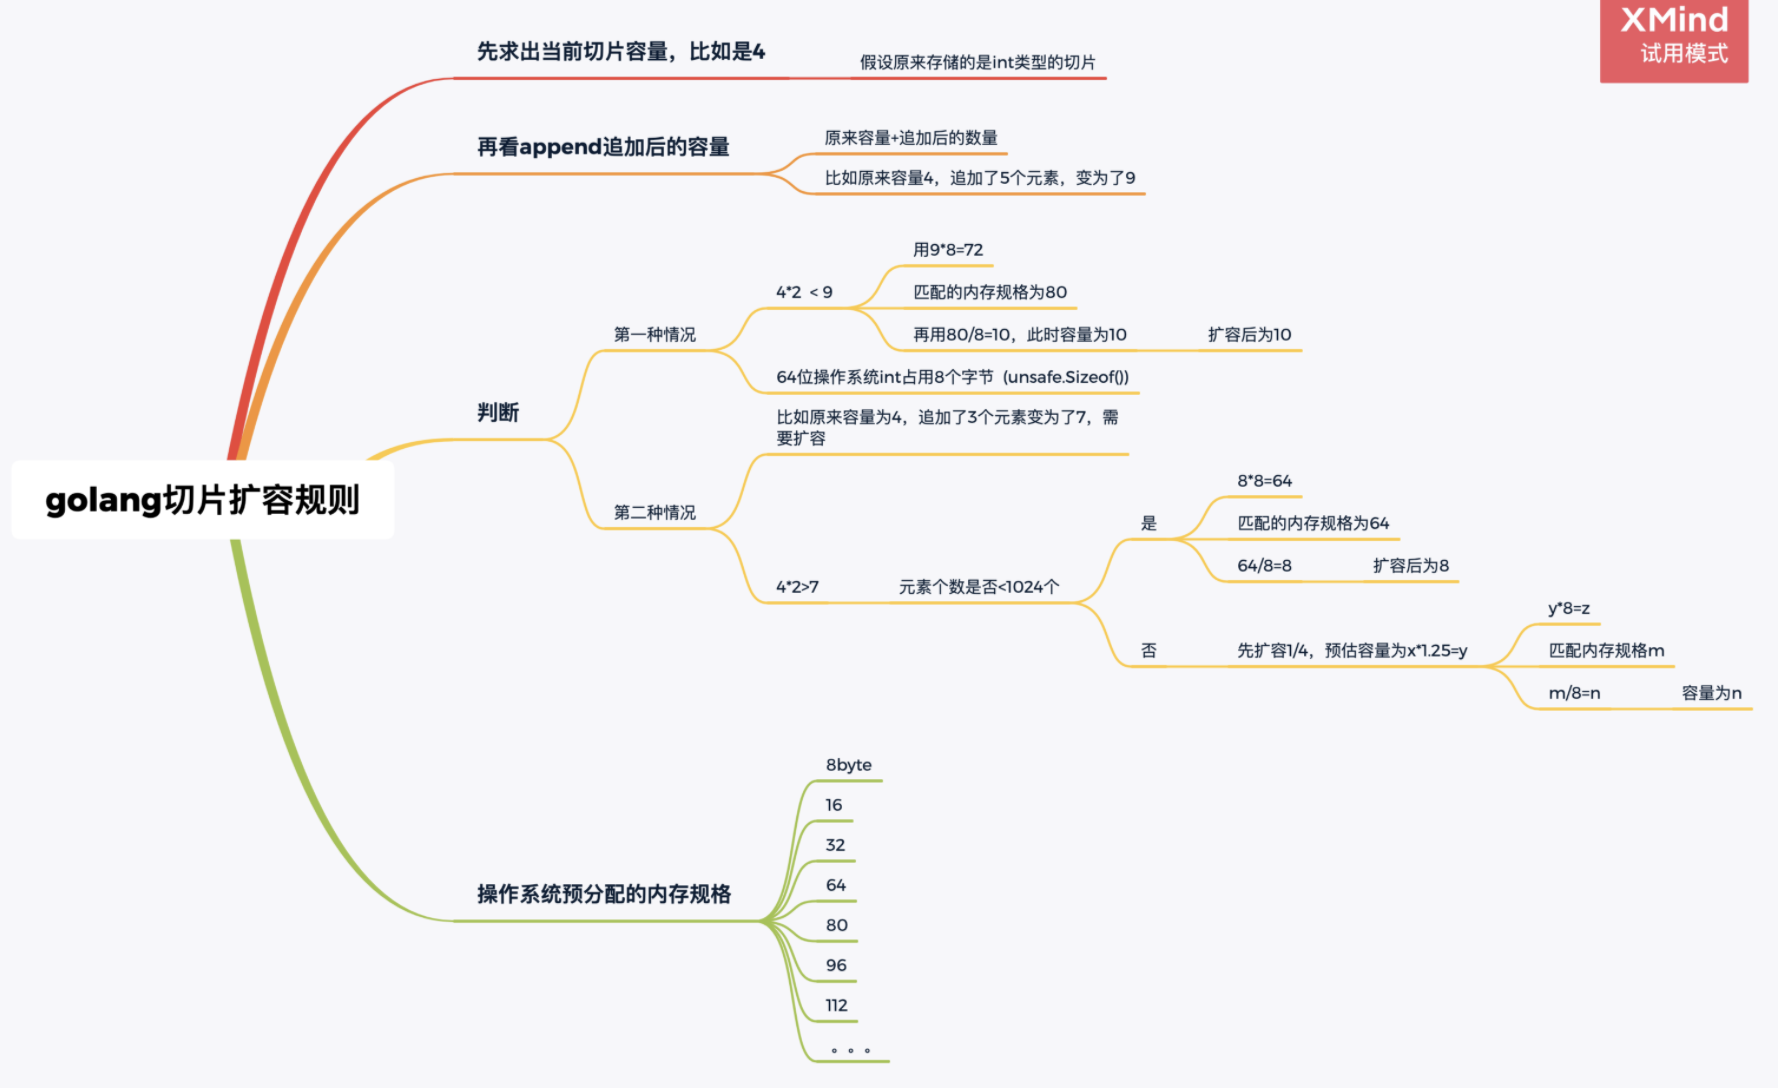 XMind
试用模式
先求出当前切片容量，比如是4
假设原来存储的是int类型的切片
再看append追加后的容量
原来容量+追加后的数量
比如原来容量4，追加了5个元素，变为了9
golang切片扩容规则
判断
第一种情况
4*2 < 9
用9*8=72
匹配的内存规格为80
再用80/8=10，此时容量为10
扩容后为10
64位操作系统int占用8个字节 (unsafe.Sizeof())
第二种情况
比如原来容量为4，追加了3个元素变为了7，需
要扩容
4*2>7
元素个数是否<1024个
是
8*8=64
匹配的内存规格为64
64/8=8
扩容后为8
否
先扩容1/4，预估容量为x*1.25=y
y*8=z
匹配内存规格m
m/8=n
容量为n
操作系统预分配的内存规格
8byte
16
32
64
80
96
112
。。。